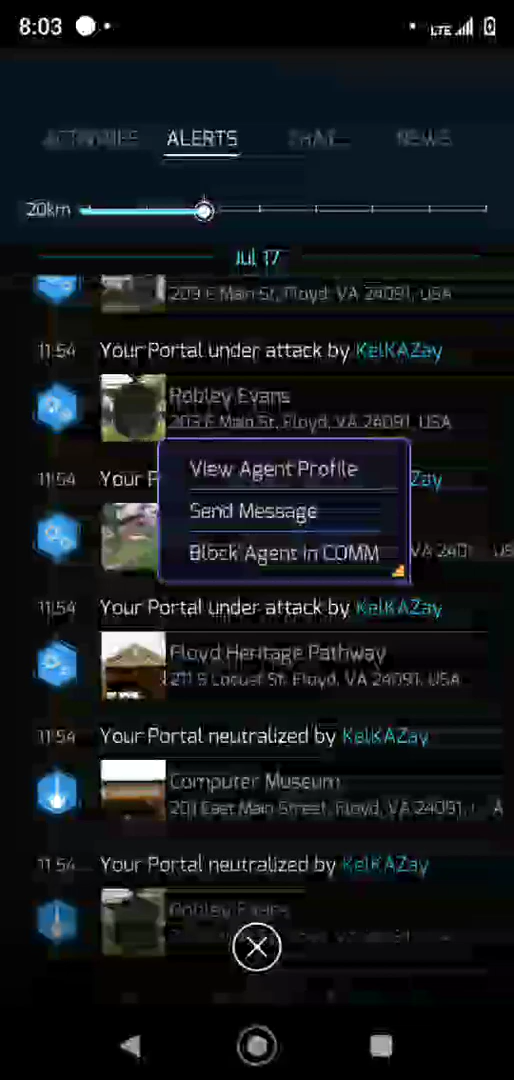 8:03
LTE
ACTIVITIES ALERTS CHAT NEWS
20km
Jul 17
209 E Main St, Floyd, VA 24091, USA
11:54 Your Portal under attack by KelKAZay
Robley Evans
203 E Main St, Floyd, VA 24091, USA
11:54 Your P
View Agent Profile
Send Message
Block Agent in COMM
11:54 Your Portal under attack by KelKAZay
Floyd Heritage Pathway
211 S Locust St, Floyd, VA 24091, USA
11:54 Your Portal neutralized by KelKAZay
Computer Museum
201 East Main Street, Floyd, VA 24091,
11:54 Your Portal neutralized by KelKAZay
Robley Evans